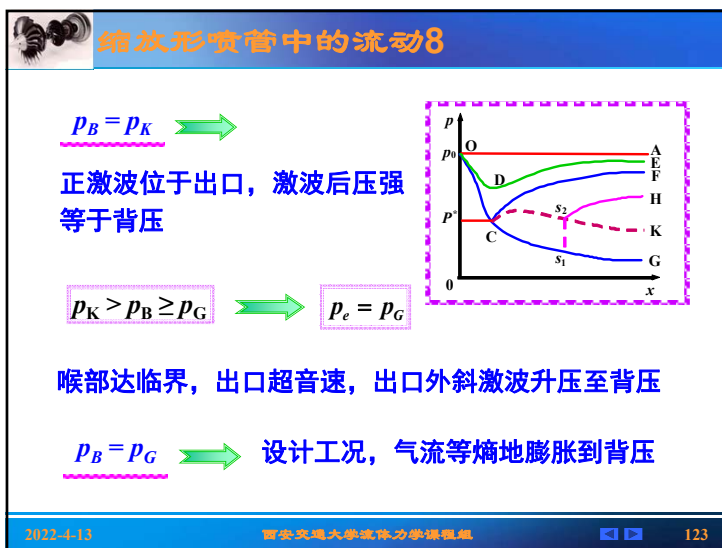 缩放形喷管中的流动8
p_B = p_K
正激波位于出口，激波后压强
等于背压
p
O
p₀
A
E
F
D
H
P*
s₂
C
K
s₁
G
0
x
p_K > p_B ≥ p_G
p_e = p_G
喉部达临界，出口超音速，出口外斜激波升压至背压
p_B = p_G
设计工况，气流等熵地膨胀到背压
2022-4-13
西安交通大学流体力学课程组
123